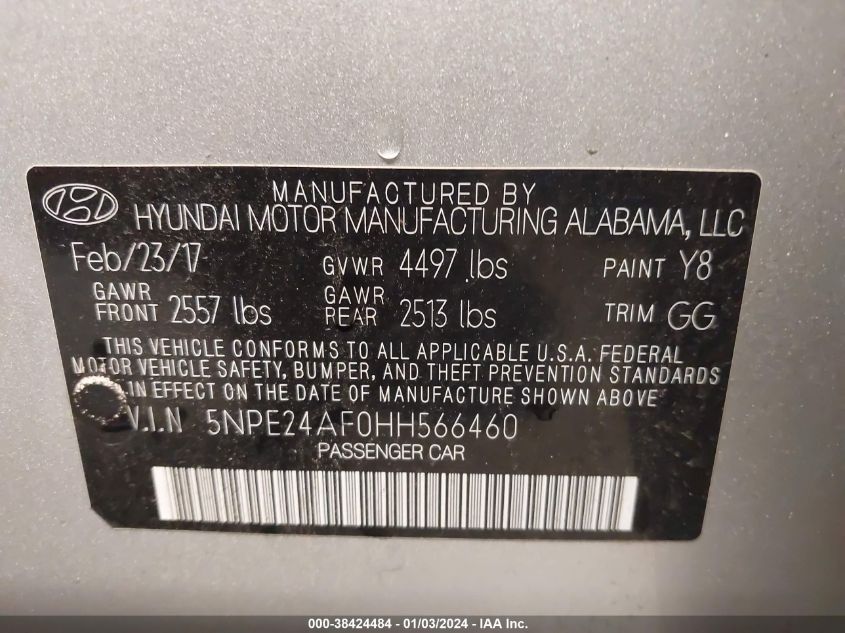 MANUFACTURED BY
HYUNDAI MOTOR MANUFACTURING ALABAMA, LLC
Feb/23/17 GVWR 4497 lbs PAINT Y8
GAWR FRONT 2557 lbs GAWR REAR 2513 lbs TRIM GG
THIS VEHICLE CONFORMS TO ALL APPLICABLE U.S.A. FEDERAL
MOTOR VEHICLE SAFETY, BUMPER, AND THEFT PREVENTION STANDARDS
IN EFFECT ON THE DATE OF MANUFACTURE SHOWN ABOVE
V.I.N 5NPE24AF0HH566460
PASSENGER CAR
000-38424484 - 01/03/2024 - IAA Inc.